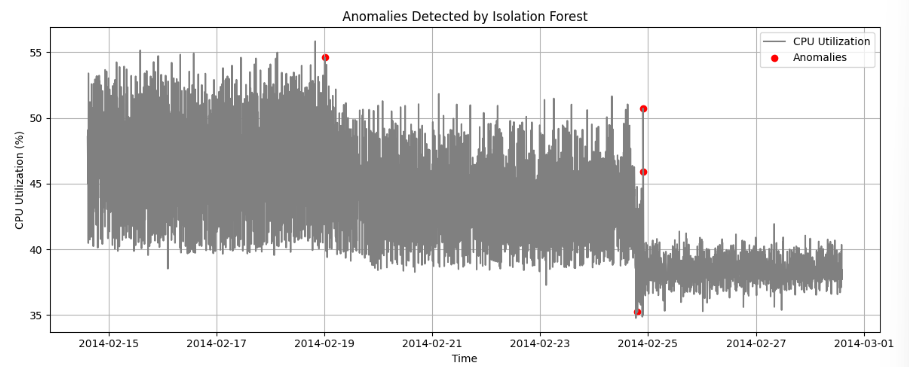 Anomalies Detected by Isolation Forest
CPU Utilization
Anomalies
CPU Utilization (%)
55
50
45
40
35
2014-02-15 2014-02-17 2014-02-19 2014-02-21 2014-02-23 2014-02-25 2014-02-27 2014-03-01
Time